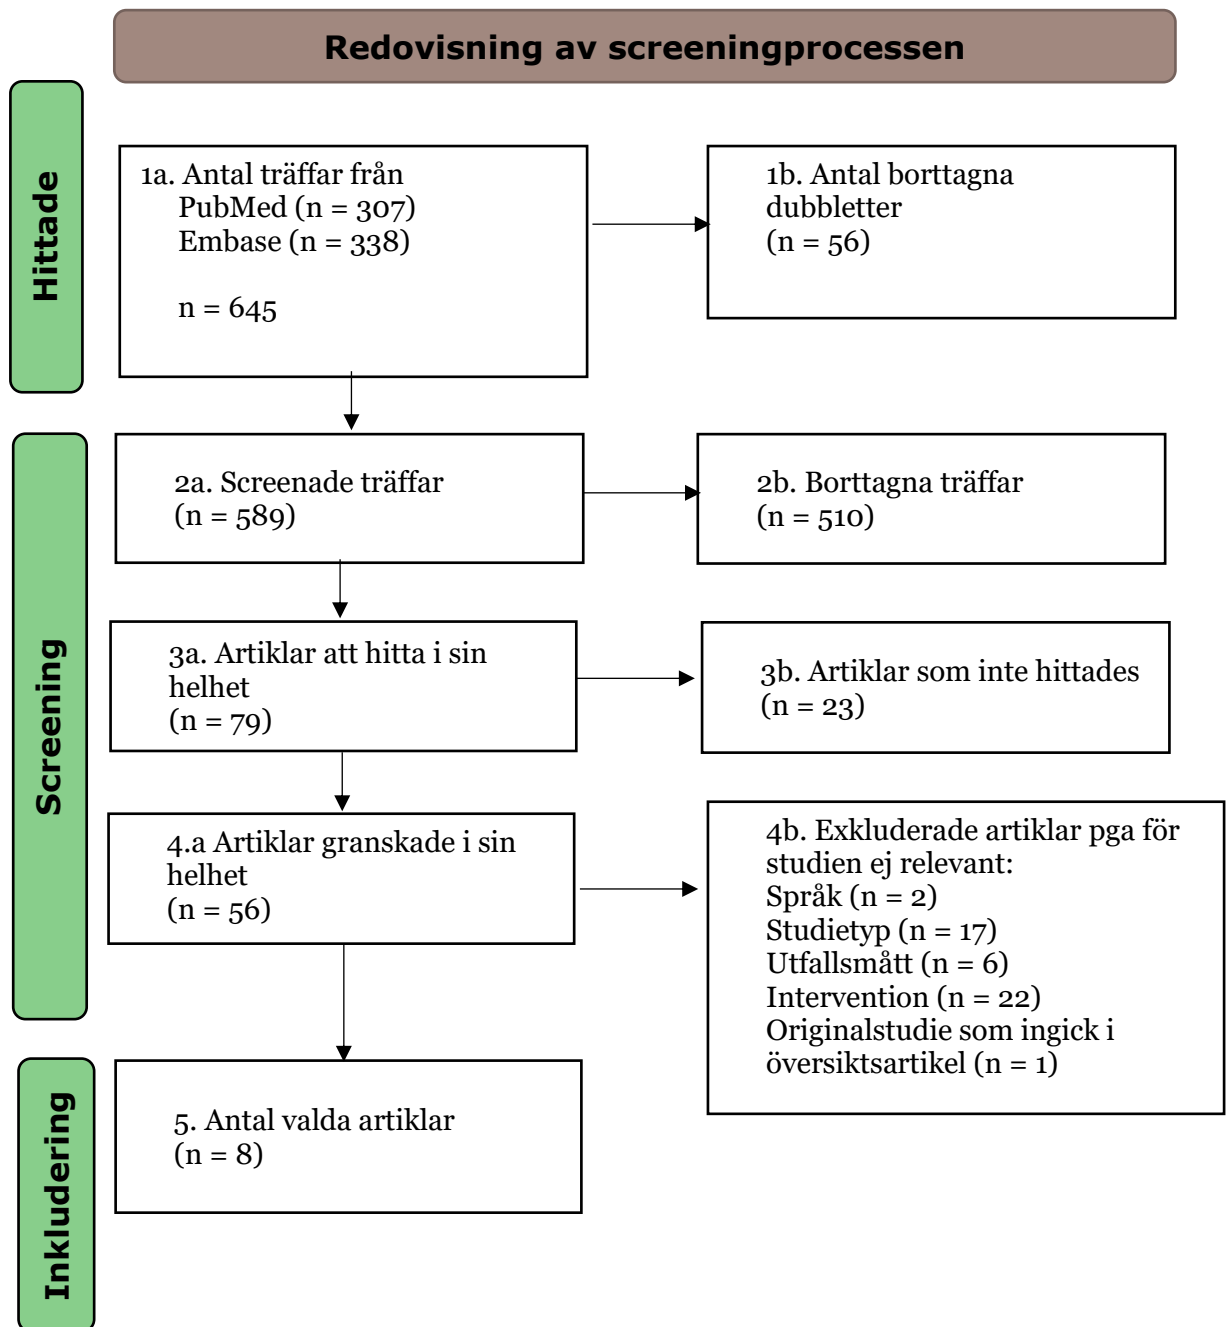 Redovisning av screeningprocessen
Hittade
1a. Antal träffar från
PubMed (n = 307)
Embase (n = 338)
n = 645
1b. Antal borttagna
dubbletter
(n = 56)
Screening
2a. Screenade träffar
(n = 589)
2b. Borttagna träffar
(n = 510)
3a. Artiklar att hitta i sin
helhet
(n = 79)
3b. Artiklar som inte hittades
(n = 23)
4.a Artiklar granskade i sin
helhet
(n = 56)
4b. Exkluderade artiklar pga för
studien ej relevant:
Språk (n = 2)
Studietyp (n = 17)
Utfallsmått (n = 6)
Intervention (n = 22)
Originalstudie som ingick i
översiktsartikel (n = 1)
Inkludering
5. Antal valda artiklar
(n = 8)